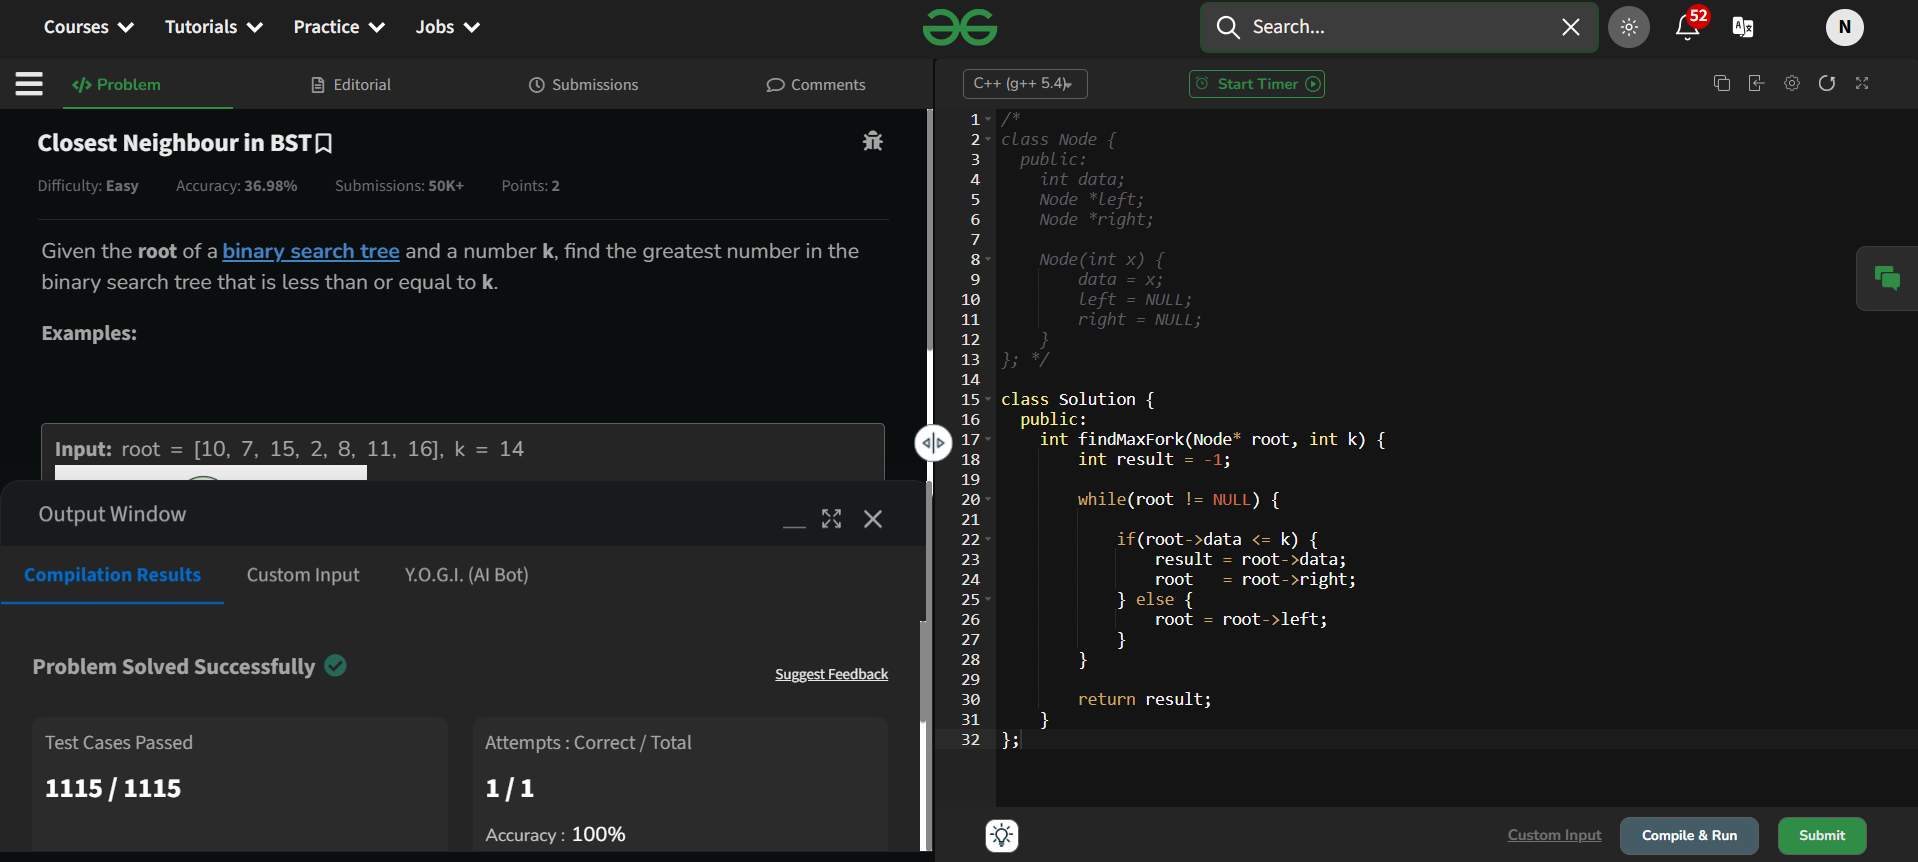 Courses Tutorials Practice Jobs Search... 52 N
Problem Editorial Submissions Comments
Closest Neighbour in BST
Difficulty: Easy Accuracy: 36.98% Submissions: 50K+ Points: 2
Given the root of a binary search tree and a number k, find the greatest number in the
binary search tree that is less than or equal to k.
Examples:
Input: root = [10, 7, 15, 2, 8, 11, 16], k = 14
Output Window
Compilation Results Custom Input Y.O.G.I. (AI Bot)
Problem Solved Successfully
Suggest Feedback
Test Cases Passed
1115 / 1115
Attempts : Correct / Total
1 / 1
Accuracy : 100%
C++ (g++ 5.4) Start Timer
1 /*
2 class Node {
3 public:
4 int data;
5 Node *left;
6 Node *right;
7
8 Node(int x) {
9 data = x;
10 left = NULL;
11 right = NULL;
12 }
13 }; */
14
15 class Solution {
16 public:
17 int findMaxFork(Node* root, int k) {
18 int result = -1;
19
20 while(root != NULL) {
21
22 if(root->data <= k) {
23 result = root->data;
24 root   = root->right;
25 } else {
26 root = root->left;
27 }
28 }
29
30 return result;
31 }
32 };
Custom Input Compile & Run Submit